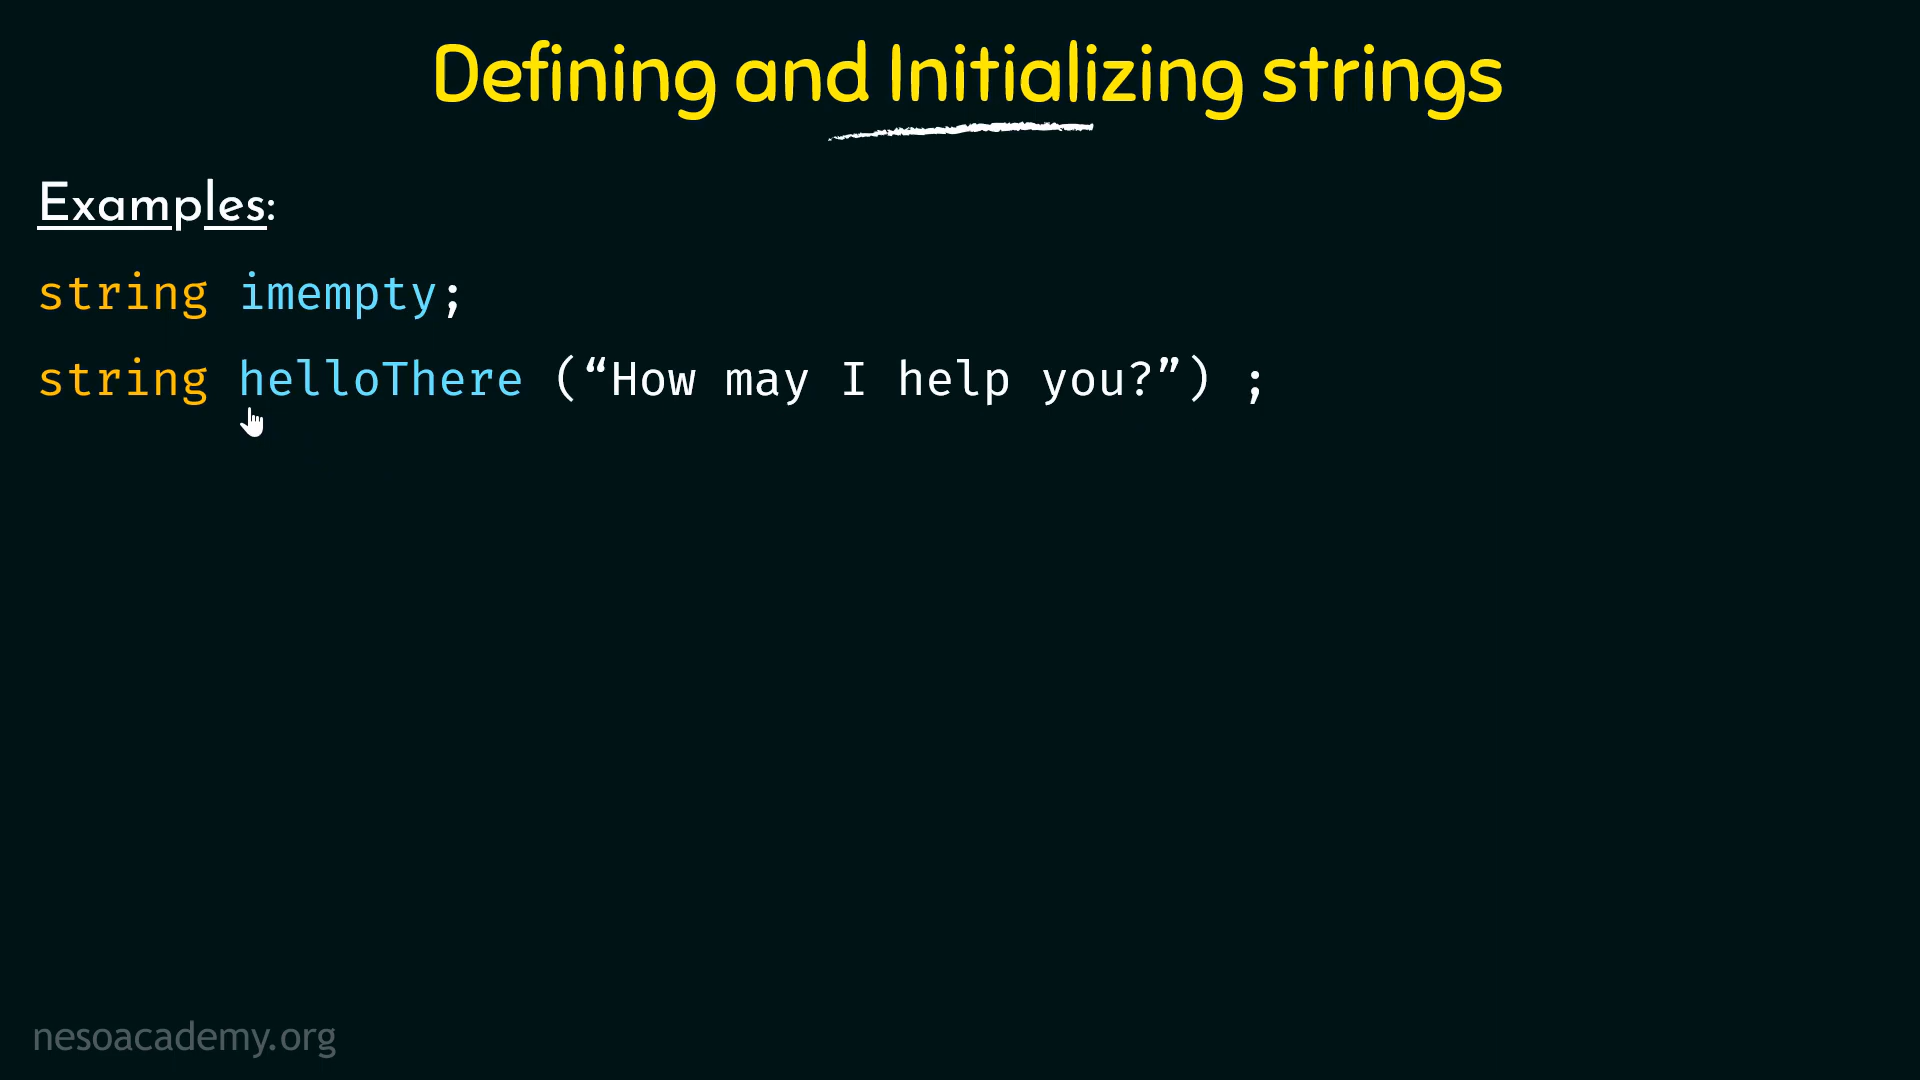 Defining and Initializing strings
Examples:
string imempty;
string helloThere (“How may I help you?”) ;
nesoacademy.org